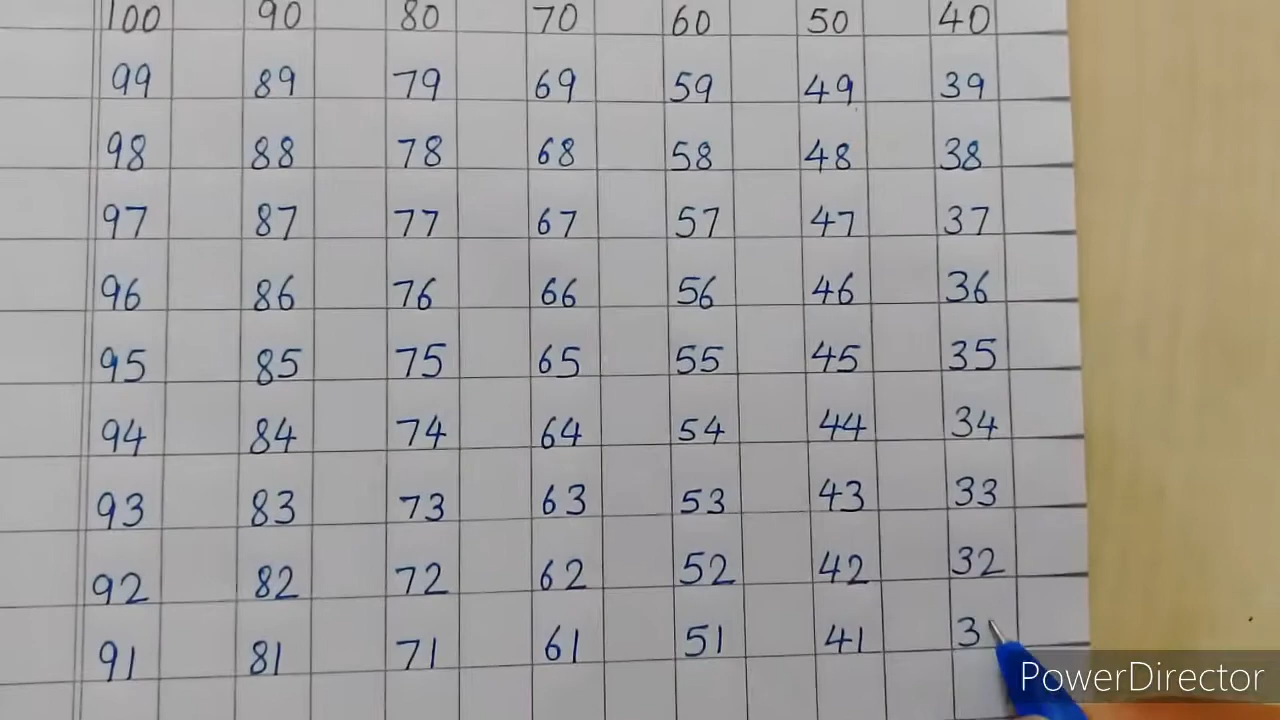 100 90 80 70 60 50 40
99 89 79 69 59 49 39
98 88 78 68 58 48 38
97 87 77 67 57 47 37
96 86 76 66 56 46 36
95 85 75 65 55 45 35
94 84 74 64 54 44 34
93 83 73 63 53 43 33
92 82 72 62 52 42 32
91 81 71 61 51 41 3
PowerDirector